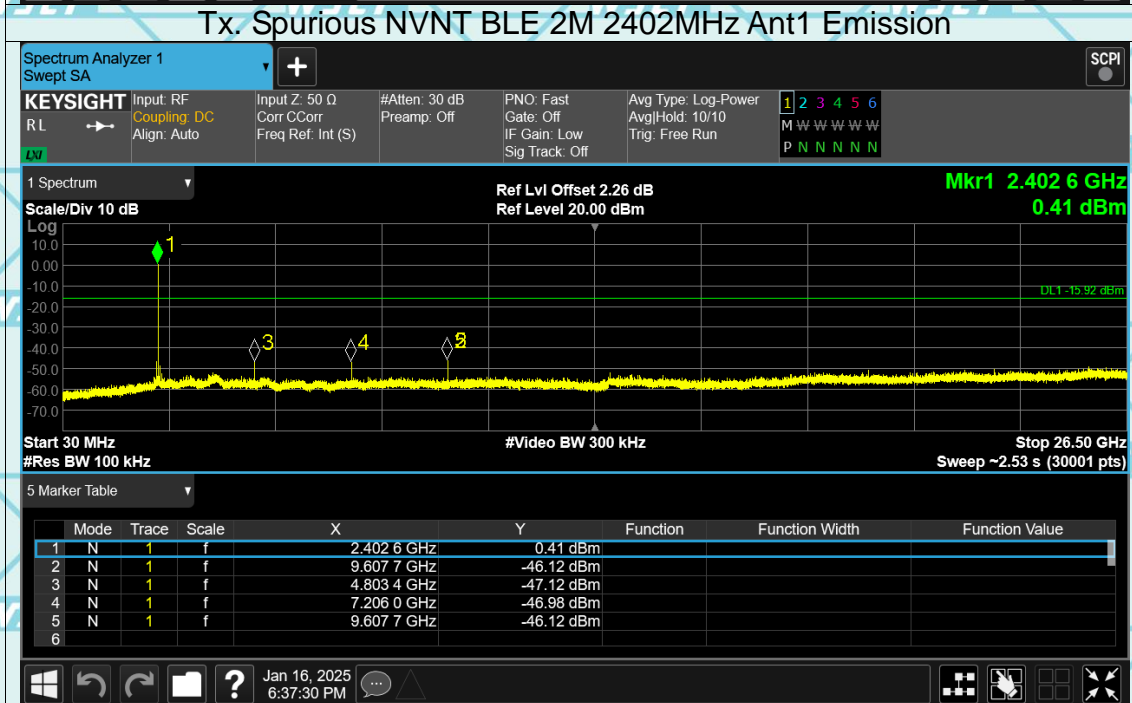 Tx. Spurious NVNT BLE 2M 2402MHz Ant1 Emission
Spectrum Analyzer 1
Swept SA
+
SCPI
KEYSIGHT
RL
LXI
Input: RF
Coupling: DC
Align: Auto
Input Z: 50 Ω
Corr CCorr
Freq Ref: Int (S)
#Atten: 30 dB
Preamp: Off
PNO: Fast
Gate: Off
IF Gain: Low
Sig Track: Off
Avg Type: Log-Power
Avg|Hold: 10/10
Trig: Free Run
1 2 3 4 5 6
M W W W W W
P N N N N N
1 Spectrum
Scale/Div 10 dB
Ref Lvl Offset 2.26 dB
Ref Level 20.00 dBm
Mkr1 2.402 6 GHz
0.41 dBm
Log
10.0
0.00
-10.0
-20.0
-30.0
-40.0
-50.0
-60.0
-70.0
1
3
4
DL1 -15.92 dBm
Start 30 MHz
#Res BW 100 kHz
#Video BW 300 kHz
Stop 26.50 GHz
Sweep ~2.53 s (30001 pts)
5 Marker Table
Mode Trace Scale X Y Function Function Width Function Value
1 N 1 f 2.402 6 GHz 0.41 dBm
2 N 1 f 9.607 7 GHz -46.12 dBm
3 N 1 f 4.803 4 GHz -47.12 dBm
4 N 1 f 7.206 0 GHz -46.98 dBm
5 N 1 f 9.607 7 GHz -46.12 dBm
6
?
Jan 16, 2025
6:37:30 PM